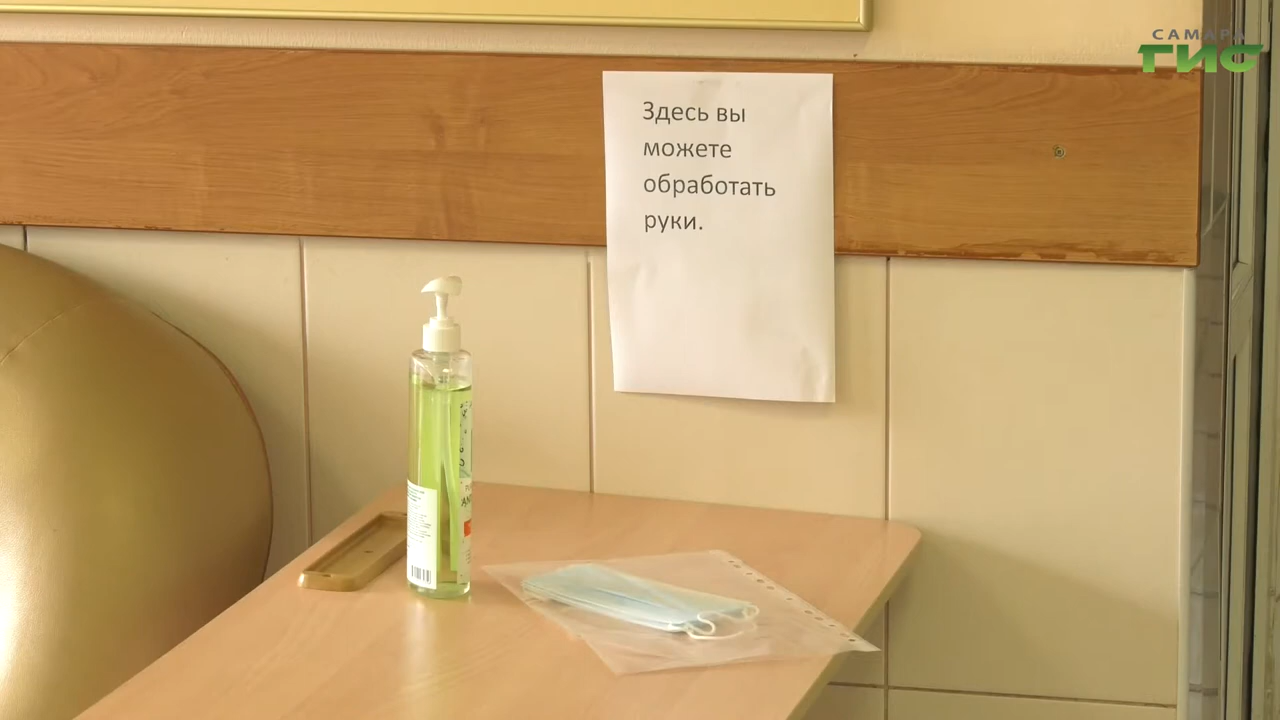 САМАРА
ГИС
Здесь вы
можете
обработать
руки.